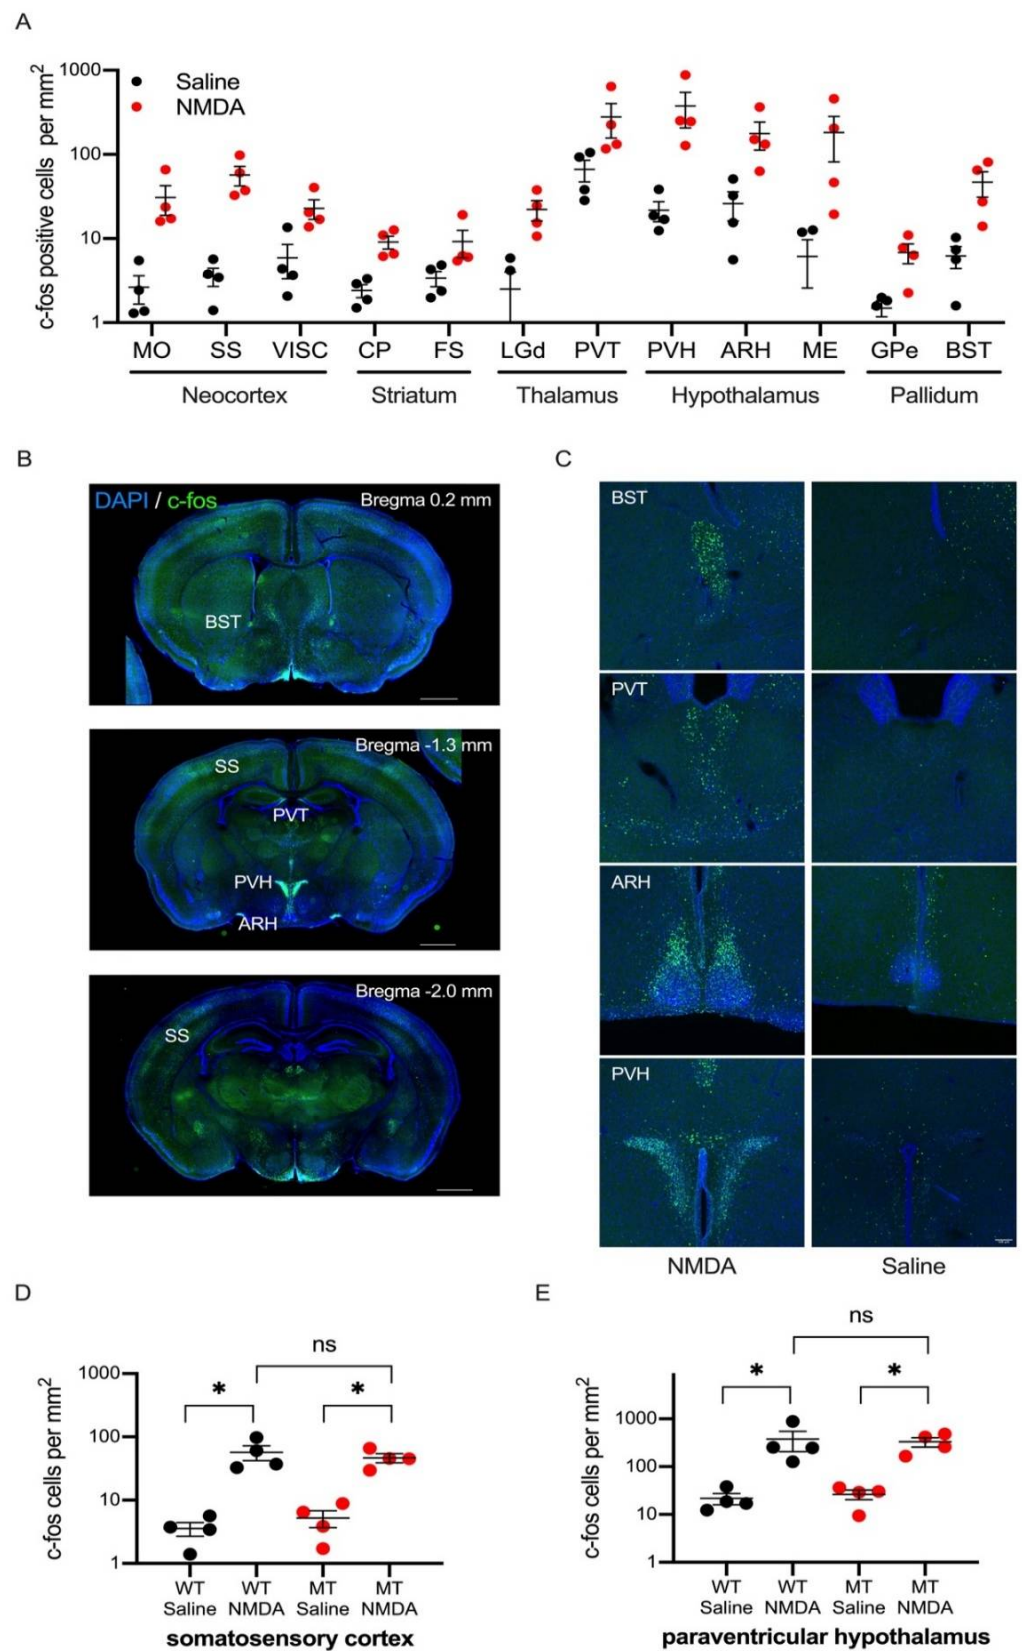 A
c-fos positive cells per mm²
1000
100
10
1
Saline
NMDA
MO SS VISC CP FS LGd PVT PVH ARH ME GPe BST
Neocortex Striatum Thalamus Hypothalamus Pallidum
B
DAPI / c-fos
Bregma 0.2 mm
BST
Bregma -1.3 mm
SS
PVT
PVH
ARH
Bregma -2.0 mm
SS
C
BST
PVT
ARH
PVH
NMDA Saline
D
c-fos cells per mm²
1000
100
10
1
ns
* *
WT Saline
WT NMDA
MT Saline
MT NMDA
somatosensory cortex
E
c-fos cells per mm²
1000
100
10
1
ns
* *
WT Saline
WT NMDA
MT Saline
MT NMDA
paraventricular hypothalamus